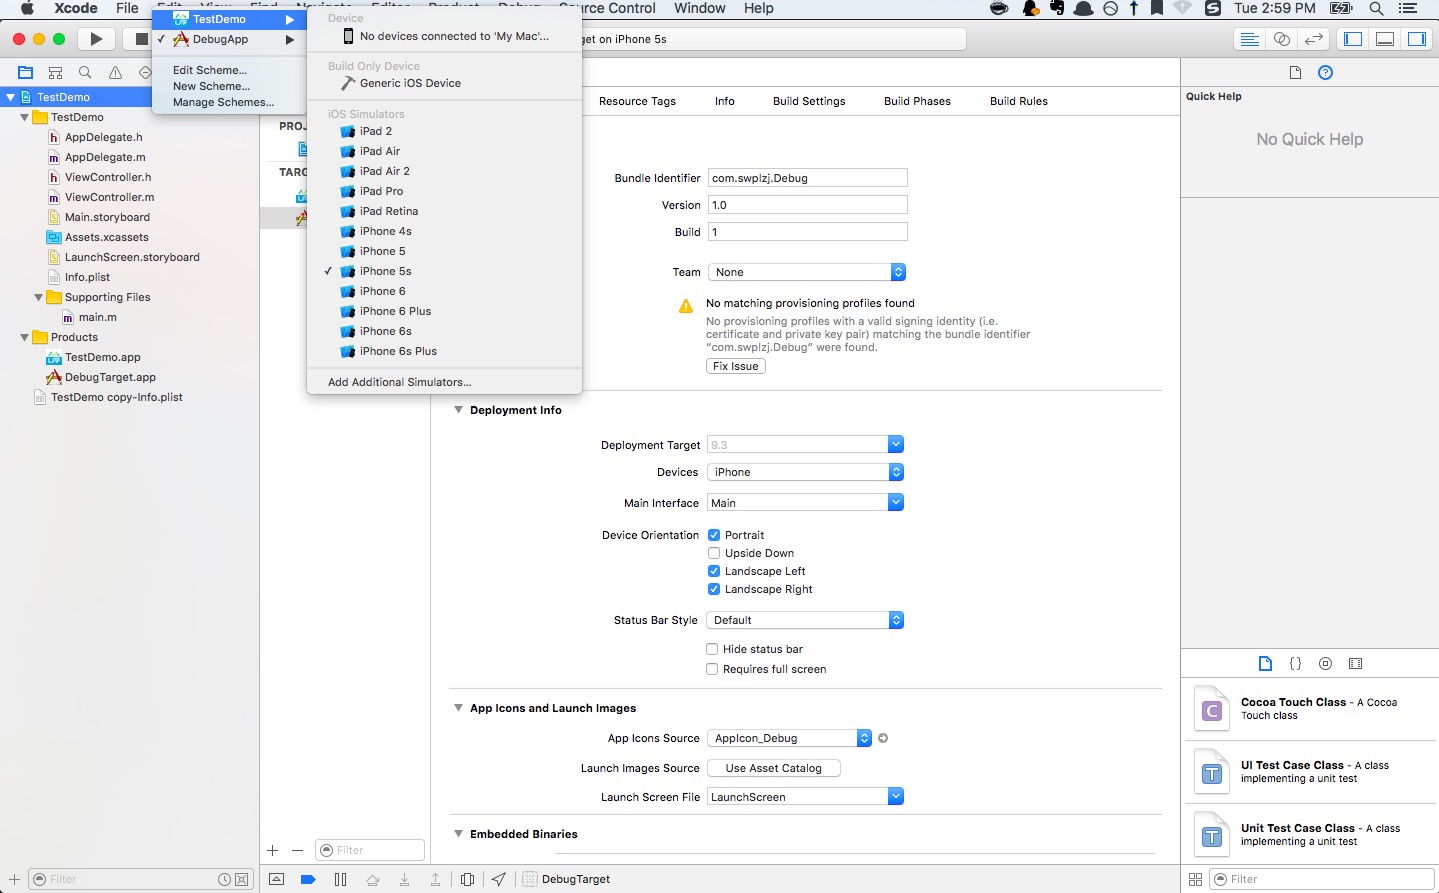 Xcode File Edit View Find Navigate Editor Product Debug Source Control Window Help Tue 2:59 PM
TestDemo
DebugApp
Edit Scheme...
New Scheme...
Manage Schemes...
Device
No devices connected to 'My Mac'...
Build Only Device
Generic iOS Device
iOS Simulators
iPad 2
iPad Air
iPad Air 2
iPad Pro
iPad Retina
iPhone 4s
iPhone 5
iPhone 5s
iPhone 6
iPhone 6 Plus
iPhone 6s
iPhone 6s Plus
Add Additional Simulators...
get on iPhone 5s
TestDemo
TestDemo
AppDelegate.h
AppDelegate.m
ViewController.h
ViewController.m
Main.storyboard
Assets.xcassets
LaunchScreen.storyboard
Info.plist
Supporting Files
main.m
Products
TestDemo.app
DebugTarget.app
TestDemo copy-Info.plist
Filter
PROJ
TARG
Filter
Resource Tags Info Build Settings Build Phases Build Rules
Bundle Identifier com.swplzj.Debug
Version 1.0
Build 1
Team None
No matching provisioning profiles found
No provisioning profiles with a valid signing identity (i.e.
certificate and private key pair) matching the bundle identifier
“com.swplzj.Debug” were found.
Fix Issue
Deployment Info
Deployment Target 9.3
Devices iPhone
Main Interface Main
Device Orientation Portrait
Upside Down
Landscape Left
Landscape Right
Status Bar Style Default
Hide status bar
Requires full screen
App Icons and Launch Images
App Icons Source AppIcon_Debug
Launch Images Source Use Asset Catalog
Launch Screen File LaunchScreen
Embedded Binaries
DebugTarget
Quick Help
No Quick Help
C
Cocoa Touch Class - A Cocoa
Touch class
T
UI Test Case Class - A class
implementing a unit test
T
Unit Test Case Class - A class
implementing a unit test
Filter